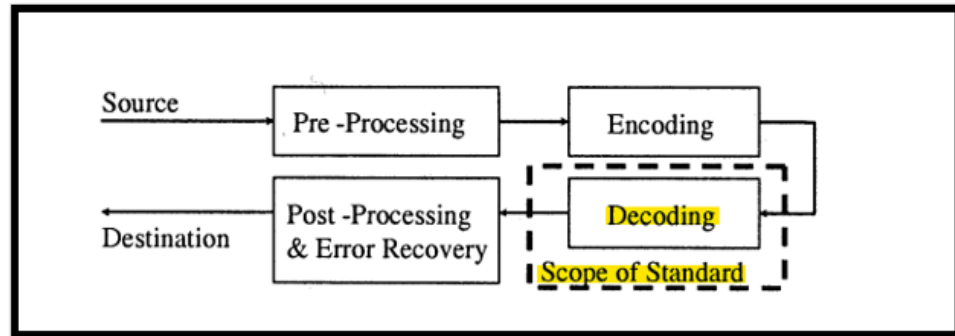 Source
Pre -Processing
Encoding
Destination
Post -Processing
& Error Recovery
Decoding
Scope of Standard